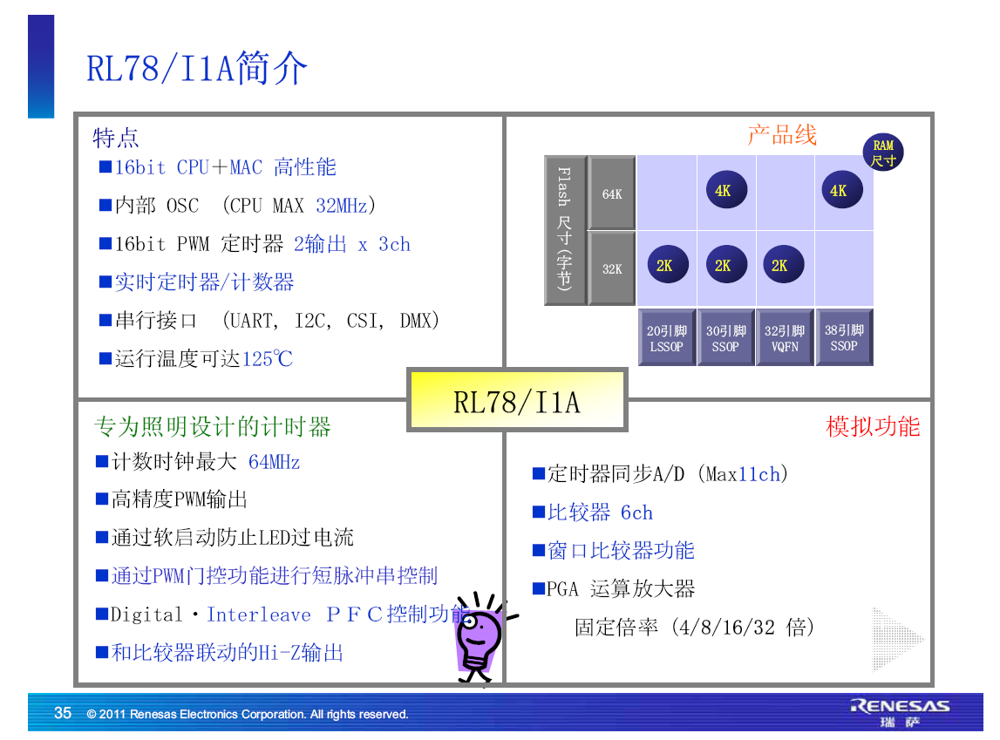 RL78/I1A简介
特点
■16bit CPU＋MAC 高性能
■内部 OSC （CPU MAX 32MHz）
■16bit PWM 定时器 2输出 x 3ch
■实时定时器/计数器
■串行接口 （UART, I2C, CSI, DMX）
■运行温度可达125℃
产品线
RAM
尺寸
Flash 尺寸（字节）
64K
4K
4K
32K
2K
2K
2K
20引脚
LSSOP
30引脚
SSOP
32引脚
VQFN
38引脚
SSOP
RL78/I1A
专为照明设计的计时器
■计数时钟最大 64MHz
■高精度PWM输出
■通过软启动防止LED过电流
■通过PWM门控功能进行短脉冲串控制
■Digital・Interleave ＰＦＣ控制功能
■和比较器联动的Hi-Z输出
模拟功能
■定时器同步A/D（Max11ch）
■比较器 6ch
■窗口比较器功能
■PGA 运算放大器
固定倍率（4/8/16/32 倍）
35 © 2011 Renesas Electronics Corporation. All rights reserved.
RENESAS
瑞萨